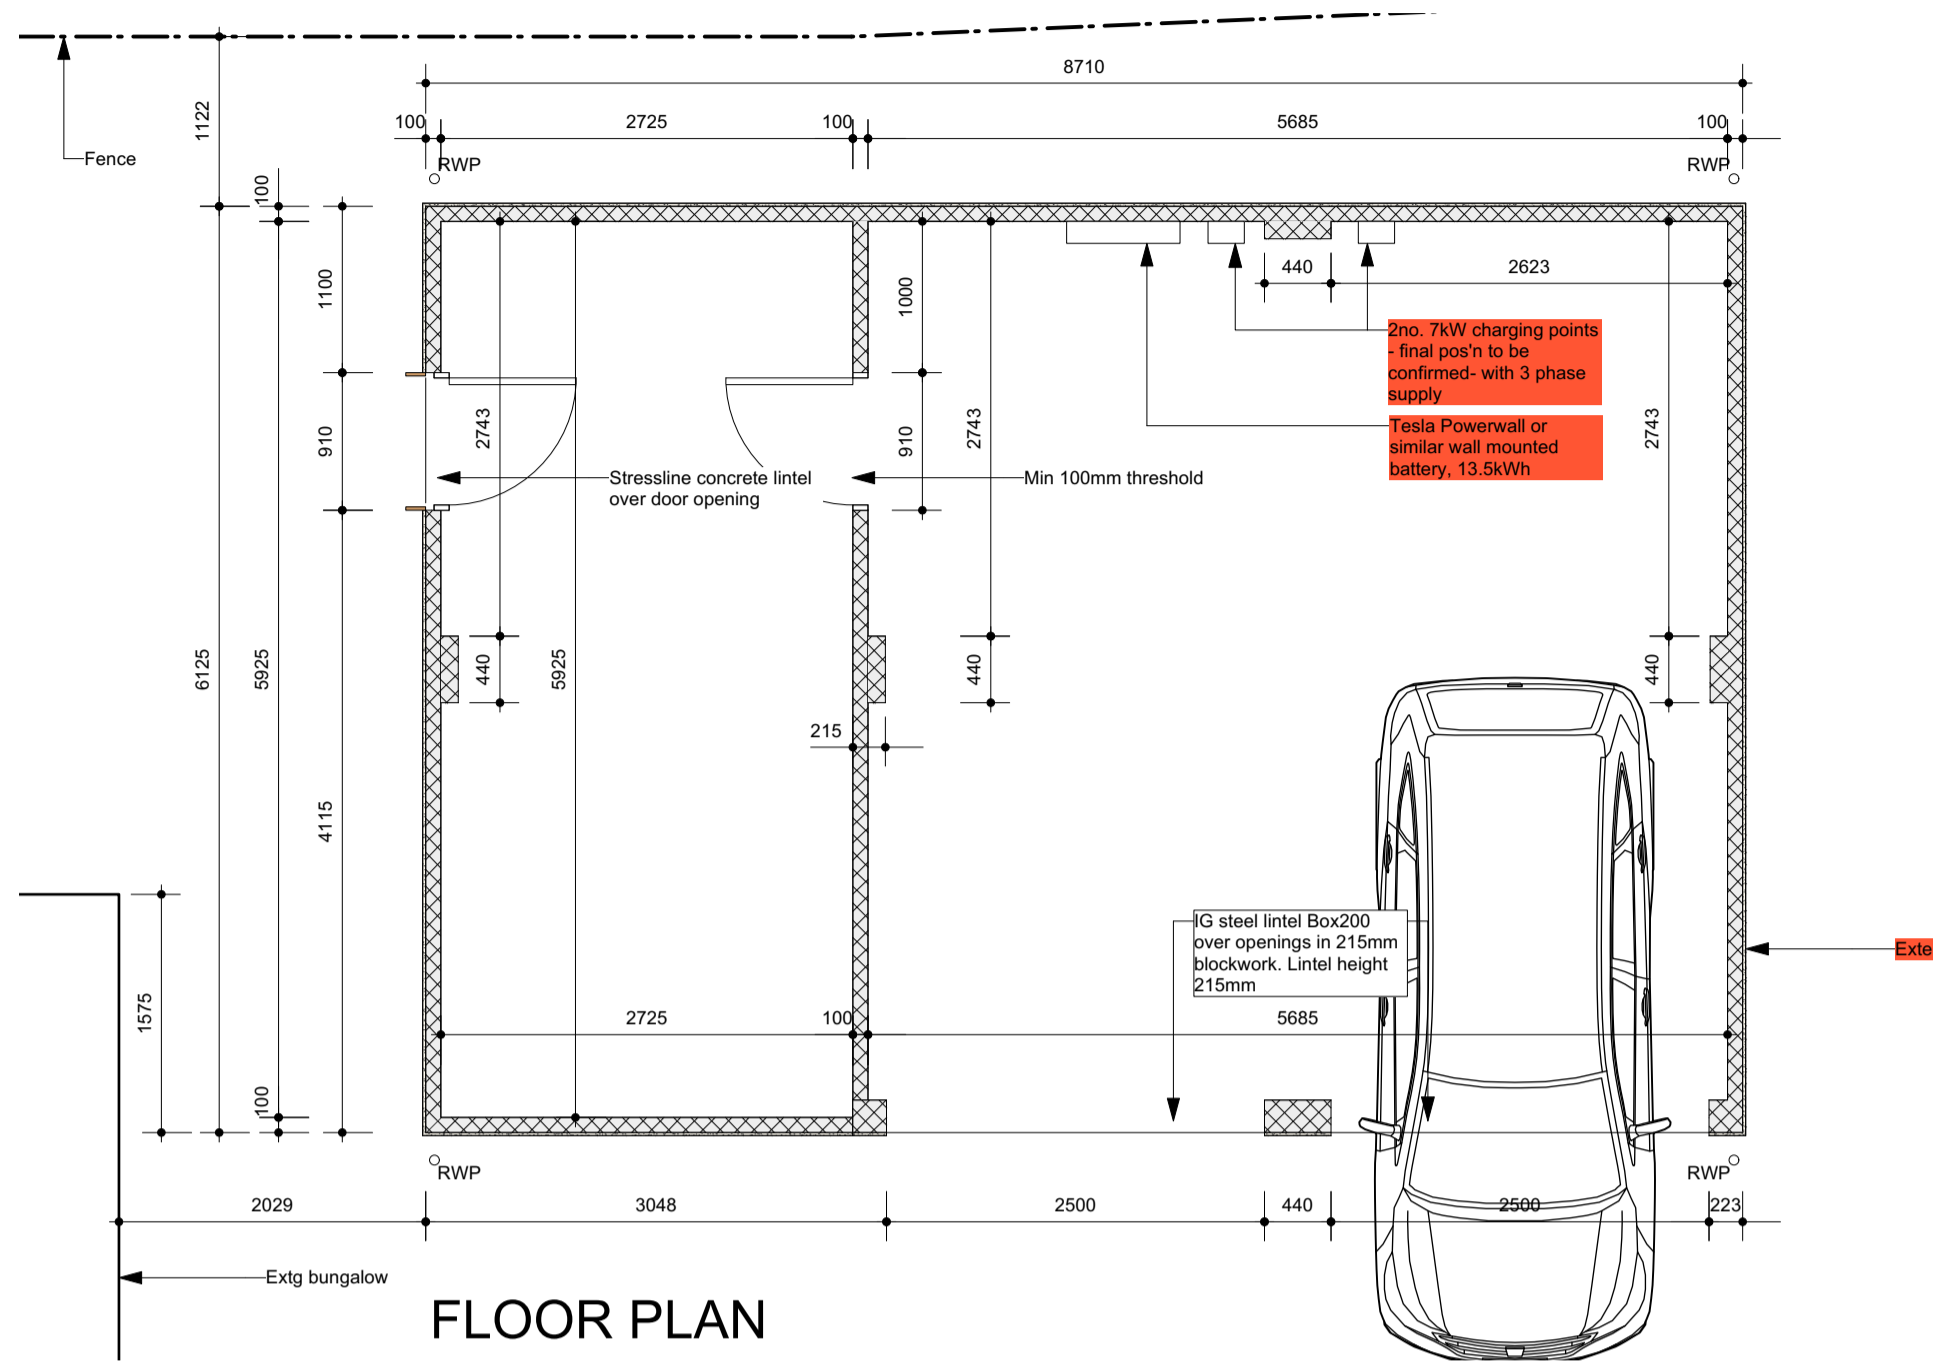 8710
100
2725
100
5685
100
1122
Fence
RWP
RWP
100
1100
1000
440
2623
2no. 7kW charging points
- final pos'n to be
confirmed- with 3 phase
supply
910
2743
910
2743
2743
Tesla Powerwall or
similar wall mounted
battery, 13.5kWh
Stressline concrete lintel
over door opening
Min 100mm threshold
6125
5925
440
5925
440
440
215
4115
IG steel lintel Box200
over openings in 215mm
blockwork. Lintel height
215mm
Exte
1575
2725
100
5685
100
RWP
RWP
2029
3048
2500
440
2500
223
Extg bungalow
FLOOR PLAN